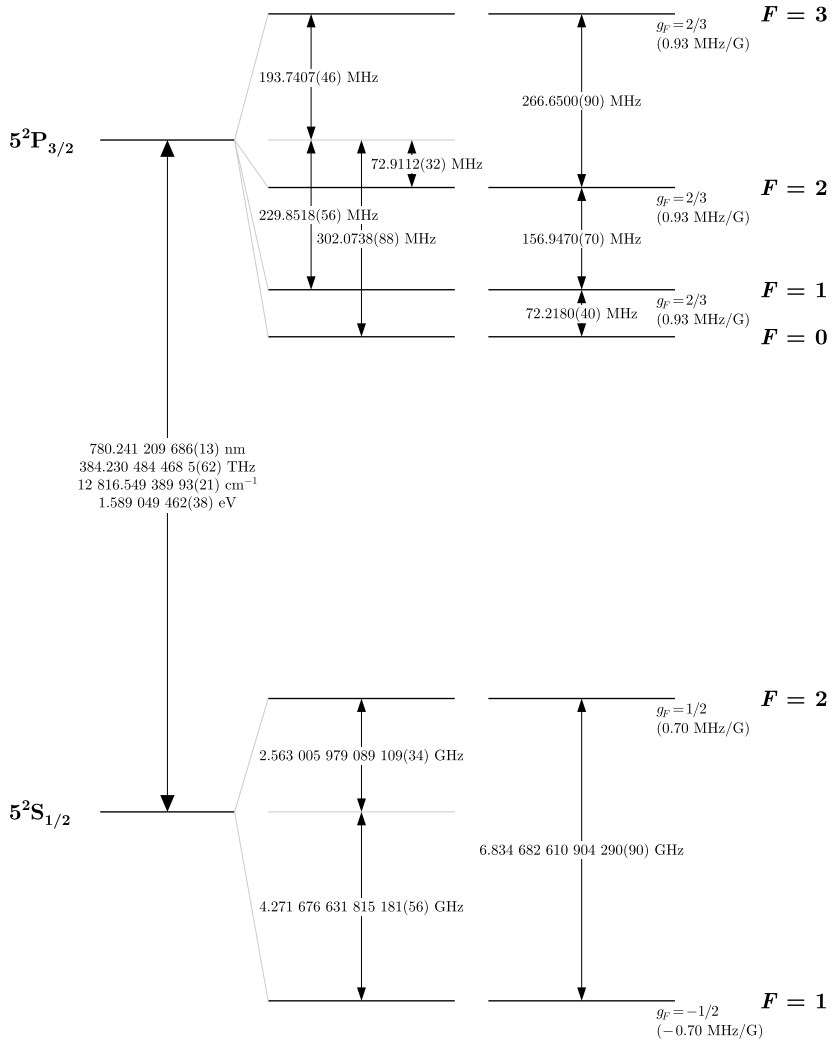 F = 3
g_F = 2/3
(0.93 MHz/G)
193.7407(46) MHz
266.6500(90) MHz
5²P₃/₂
72.9112(32) MHz
F = 2
g_F = 2/3
(0.93 MHz/G)
229.8518(56) MHz
302.0738(88) MHz
156.9470(70) MHz
F = 1
g_F = 2/3
(0.93 MHz/G)
72.2180(40) MHz
F = 0
780.241 209 686(13) nm
384.230 484 468 5(62) THz
12 816.549 389 93(21) cm⁻¹
1.589 049 462(38) eV
F = 2
g_F = 1/2
(0.70 MHz/G)
2.563 005 979 089 109(34) GHz
5²S₁/₂
6.834 682 610 904 290(90) GHz
4.271 676 631 815 181(56) GHz
F = 1
g_F = −1/2
(−0.70 MHz/G)